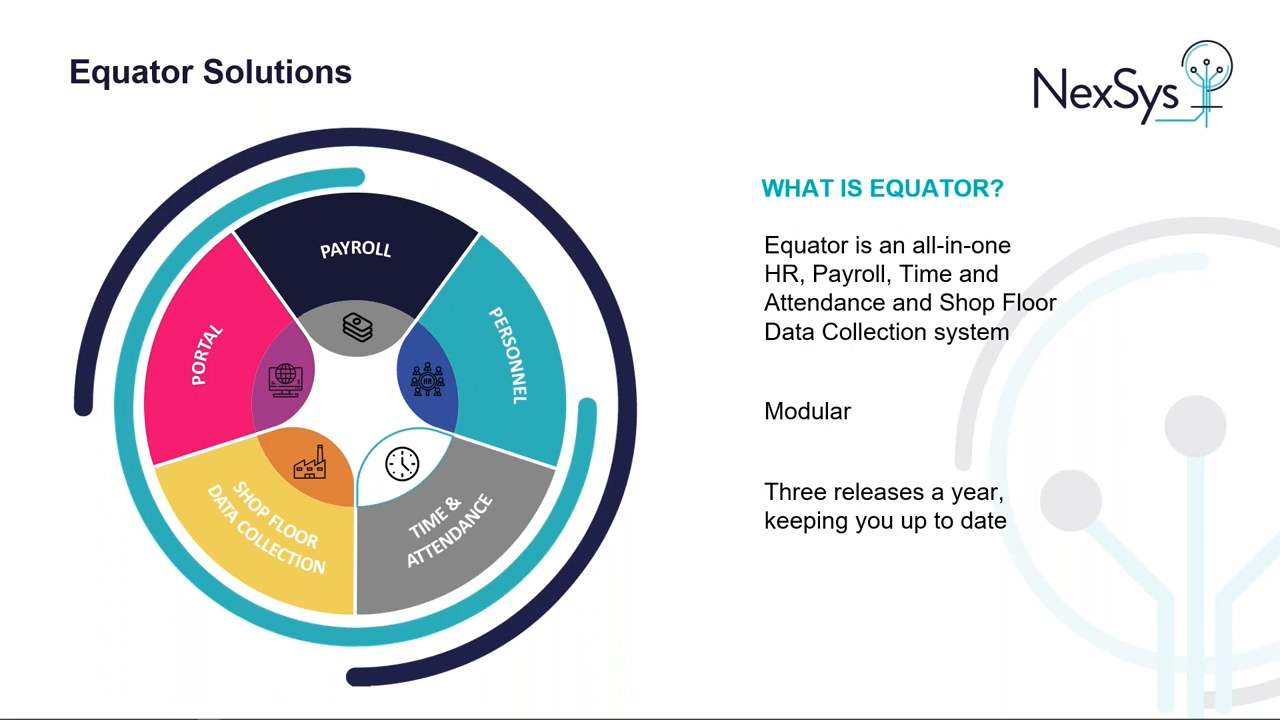 Equator Solutions
NexSys
PAYROLL
PERSONNEL
PORTAL
HR
SHOP FLOOR
DATA COLLECTION
TIME &
ATTENDANCE
WHAT IS EQUATOR?
Equator is an all-in-one
HR, Payroll, Time and
Attendance and Shop Floor
Data Collection system
Modular
Three releases a year,
keeping you up to date